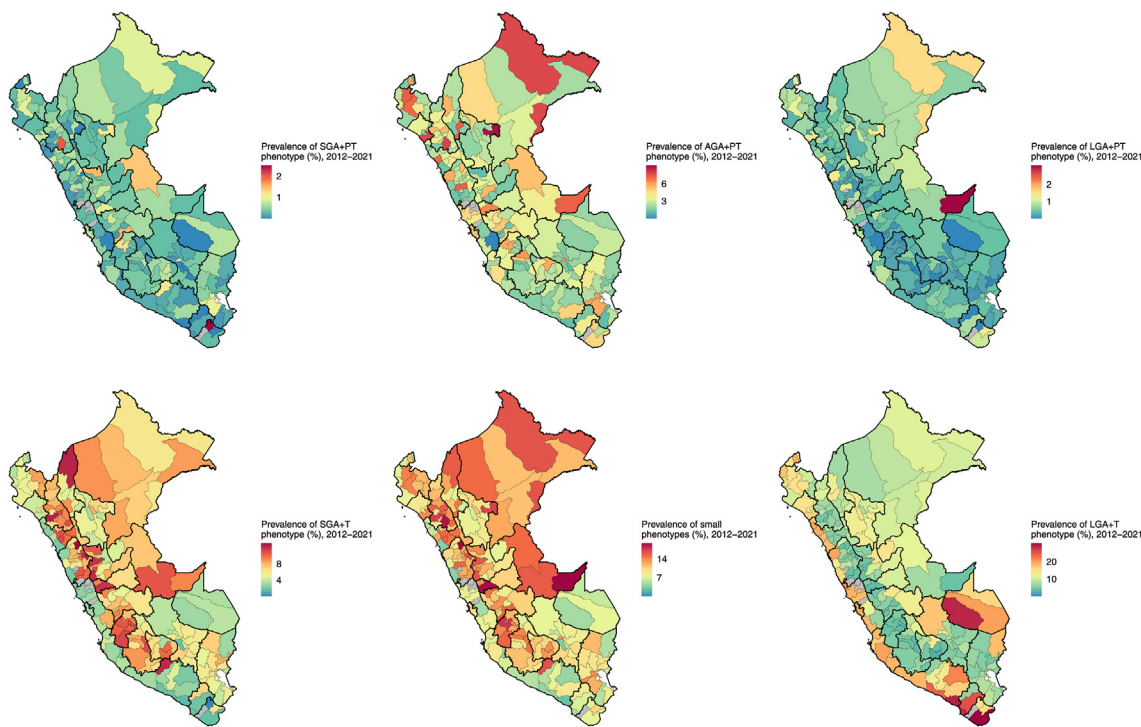 Prevalence of SGA+PT
phenotype (%), 2012−2021
2
1
Prevalence of AGA+PT
phenotype (%), 2012−2021
6
3
Prevalence of LGA+PT
phenotype (%), 2012−2021
2
1
Prevalence of SGA+T
phenotype (%), 2012−2021
8
4
Prevalence of small
phenotypes (%), 2012−2021
14
7
Prevalence of LGA+T
phenotype (%), 2012−2021
20
10